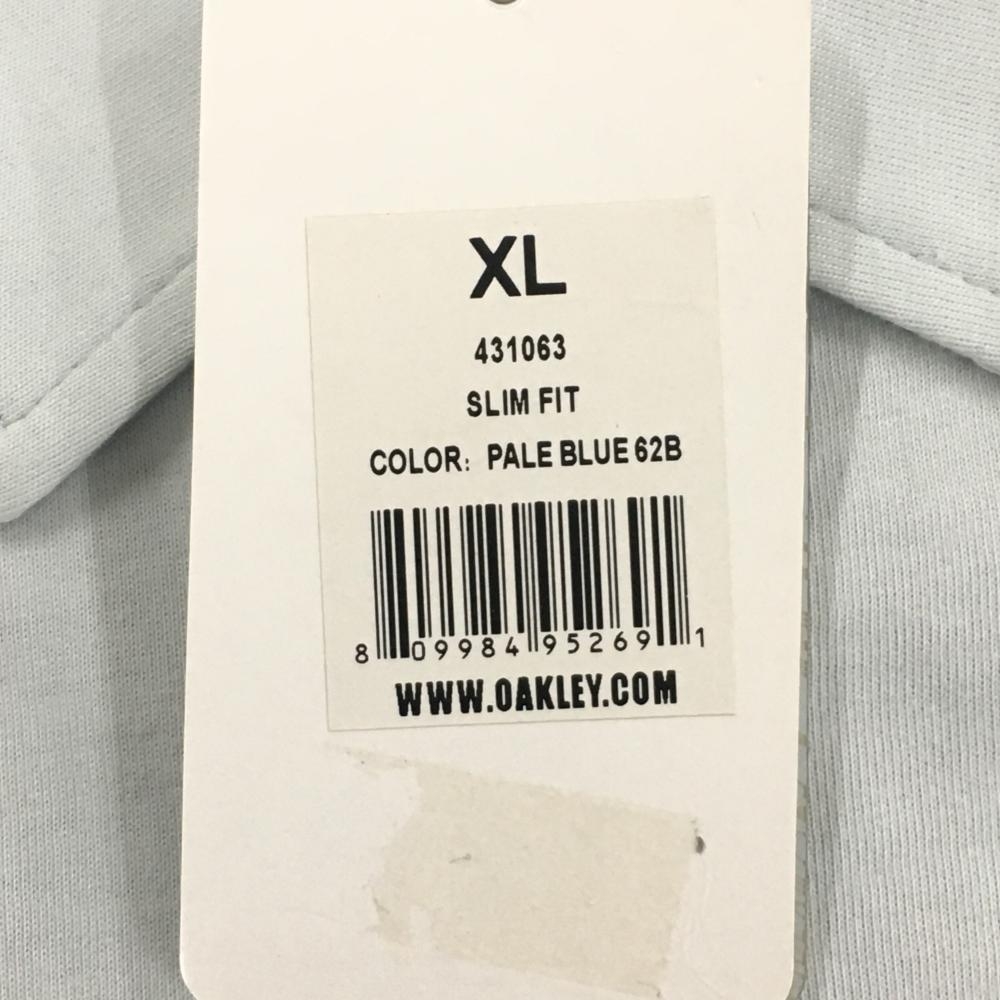 XL
431063
SLIM FIT
COLOR: PALE BLUE 62B
8 09984 95269 1
WWW.OAKLEY.COM